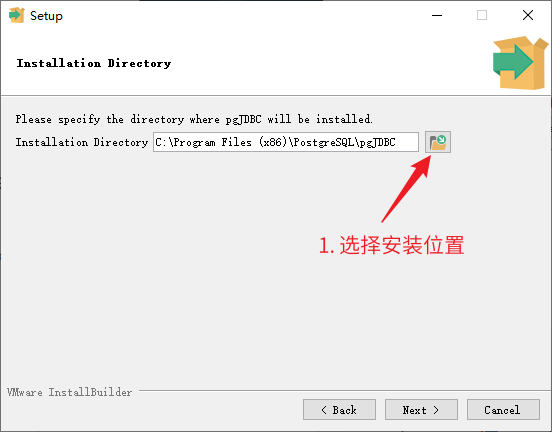 Setup
Installation Directory
Please specify the directory where pgJDBC will be installed.
Installation Directory C:\Program Files (x86)\PostgreSQL\pgJDBC
1. 选择安装位置
VMware InstallBuilder
< Back Next > Cancel